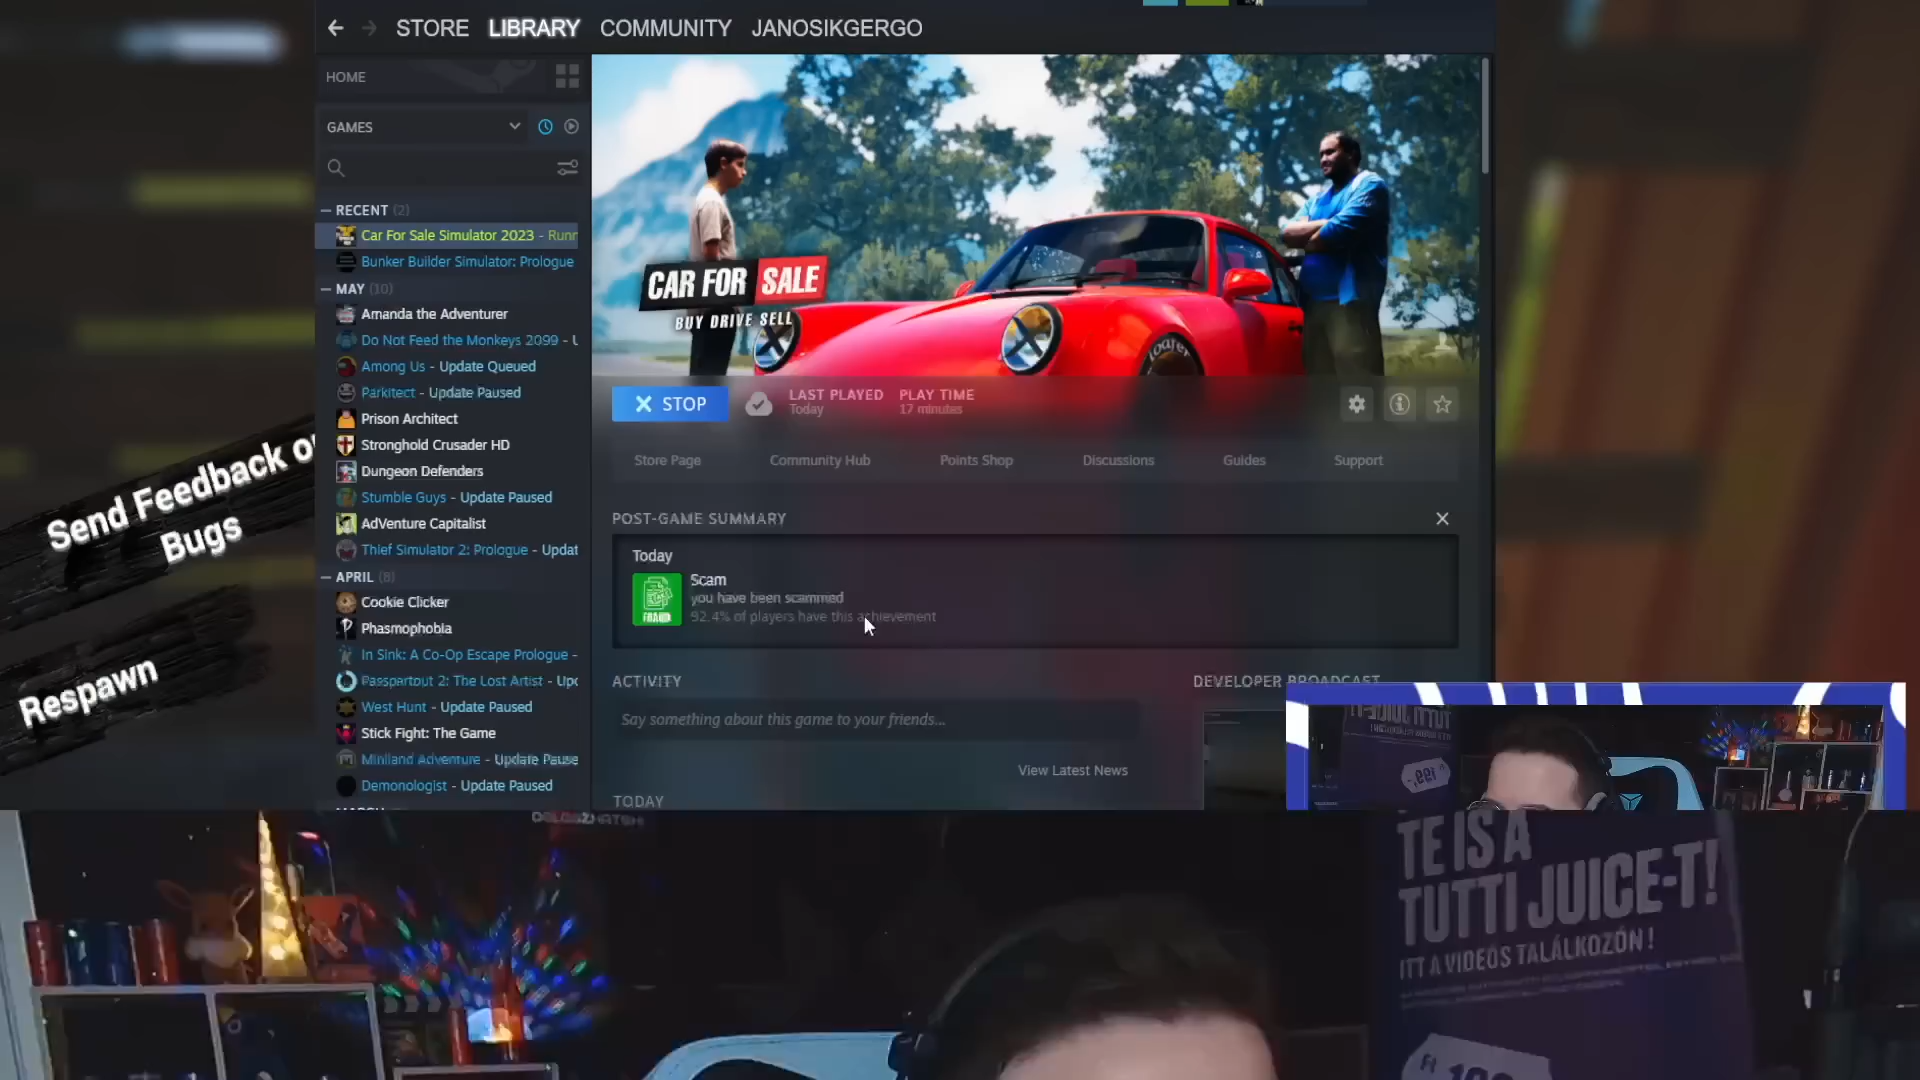 STORE LIBRARY COMMUNITY JANOSIKGERGO
HOME
GAMES
RECENT (2)
Car For Sale Simulator 2023 - Runn
Bunker Builder Simulator: Prologue
MAY (10)
Amanda the Adventurer
Do Not Feed the Monkeys 2099 - U
Among Us - Update Queued
Parkitect - Update Paused
Prison Architect
Stronghold Crusader HD
Dungeon Defenders
Stumble Guys - Update Paused
AdVenture Capitalist
Thief Simulator 2: Prologue - Updat
APRIL (8)
Cookie Clicker
Phasmophobia
In Sink: A Co-Op Escape Prologue -
Passpartout 2: The Lost Artist - Upd
West Hunt - Update Paused
Stick Fight: The Game
Miniland Adventure - Update Pause
Demonologist - Update Paused
CAR FOR SALE
BUY DRIVE SELL
STOP
LAST PLAYED
Today
PLAY TIME
17 minutes
Store Page Community Hub Points Shop Discussions Guides Support
POST-GAME SUMMARY
Today
FRAUD
Scam
you have been scammed
92.4% of players have this achievement
ACTIVITY
DEVELOPER BROADCAST
Say something about this game to your friends...
View Latest News
TODAY
Send Feedback o
Bugs
Respawn
TE IS A
TUTTI JUICE-T!
ITT A VIDEÓS TALÁLKOZÓN!